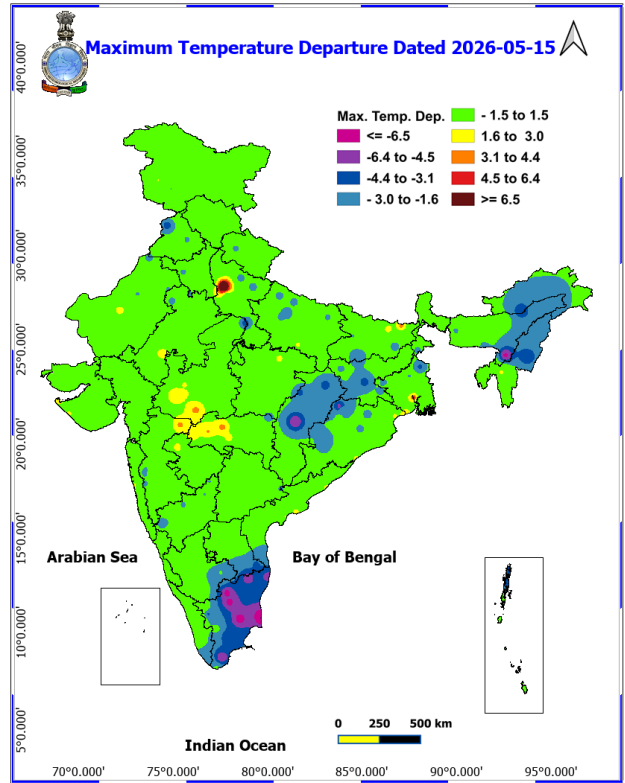 Maximum Temperature Departure Dated 2026-05-15
40°0.000'
35°0.000'
30°0.000'
25°0.000'
20°0.000'
15°0.000'
10°0.000'
5°0.000'
Max. Temp. Dep.
<= -6.5
-6.4 to -4.5
-4.4 to -3.1
- 3.0 to -1.6
- 1.5 to 1.5
1.6 to 3.0
3.1 to 4.4
4.5 to 6.4
>= 6.5
Arabian Sea
Bay of Bengal
Indian Ocean
0 250 500 km
70°0.000' 75°0.000' 80°0.000' 85°0.000' 90°0.000' 95°0.000'